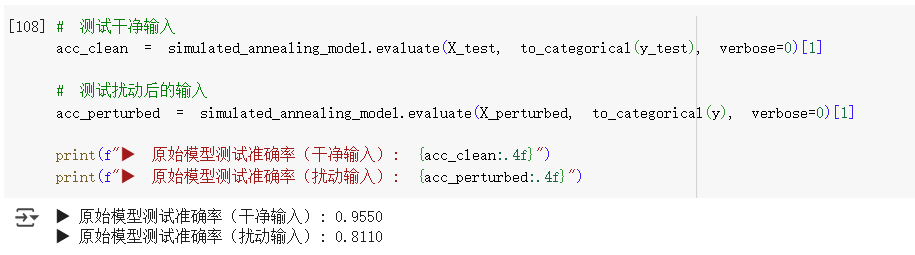 [108] # 测试干净输入
acc_clean = simulated_annealing_model.evaluate(X_test, to_categorical(y_test), verbose=0)[1]
# 测试扰动后的输入
acc_perturbed = simulated_annealing_model.evaluate(X_perturbed, to_categorical(y), verbose=0)[1]
print(f"▶ 原始模型测试准确率（干净输入）: {acc_clean:.4f}")
print(f"▶ 原始模型测试准确率（扰动输入）: {acc_perturbed:.4f}")
▶ 原始模型测试准确率（干净输入）: 0.9550
▶ 原始模型测试准确率（扰动输入）: 0.8110